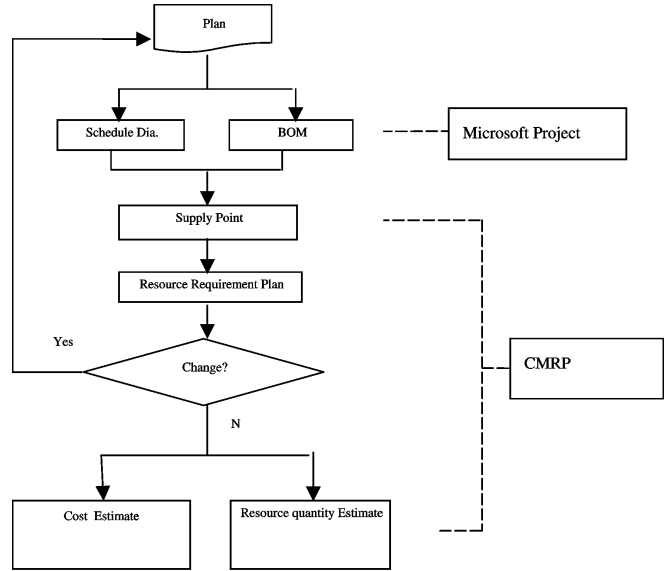 Plan
Schedule Dia.
BOM
Microsoft Project
Supply Point
Resource Requirement Plan
Yes
Change?
CMRP
N
Cost Estimate
Resource quantity Estimate